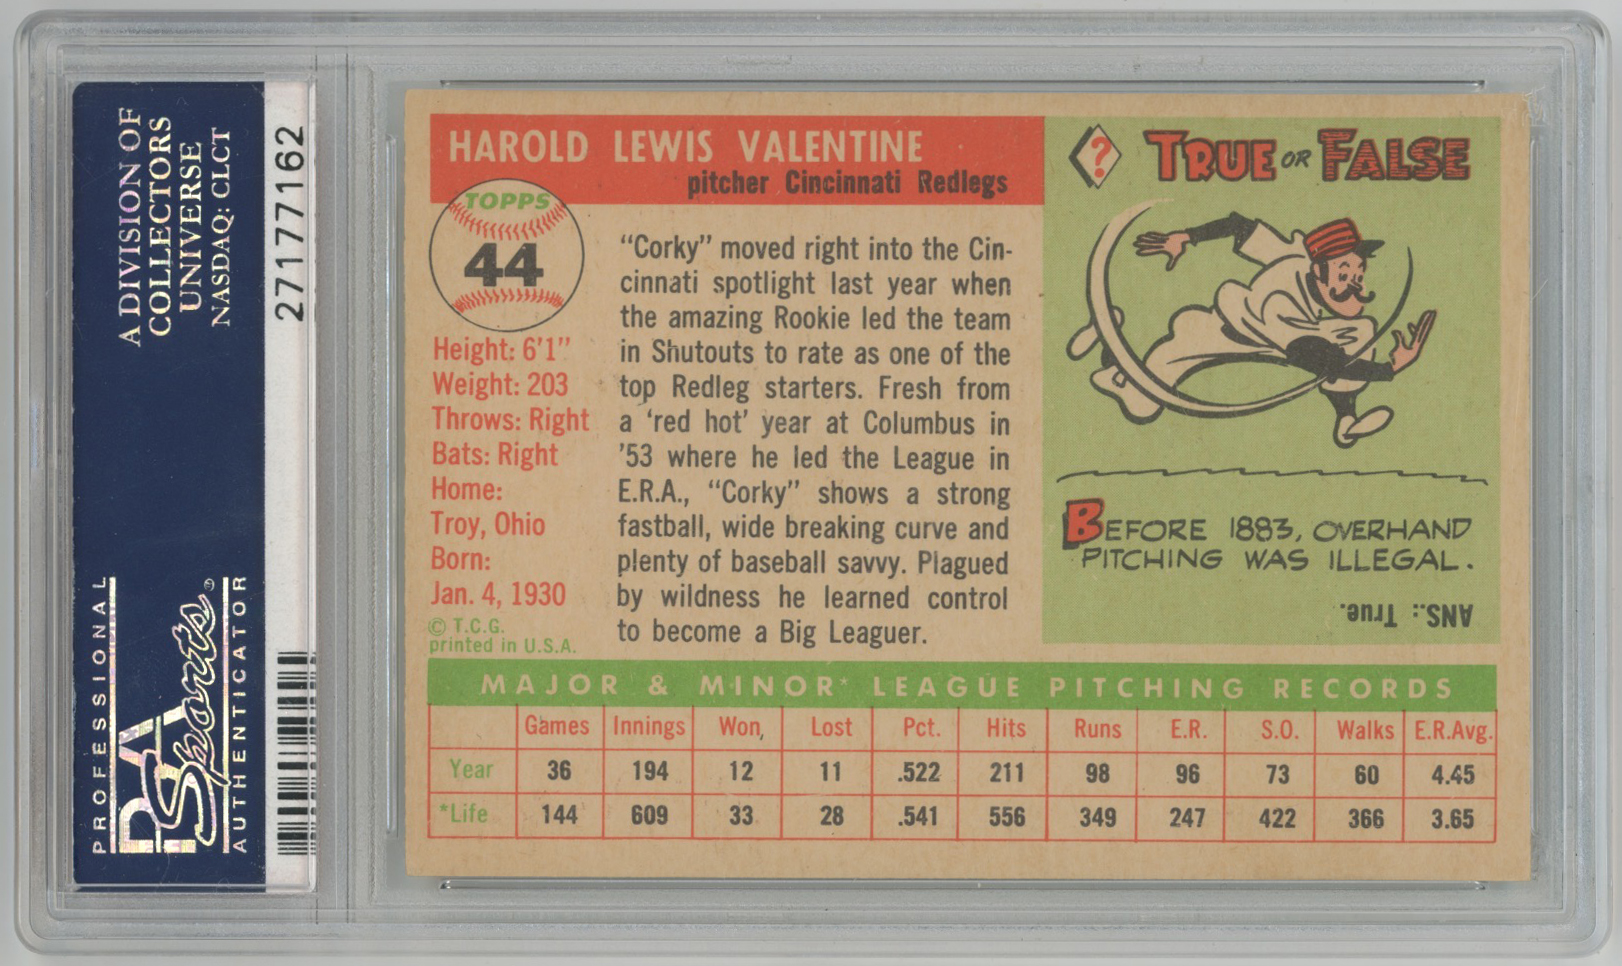 A DIVISION OF
COLLECTORS
UNIVERSE
NASDAQ: CLCT
27177162
PROFESSIONAL
PSA
Sports®
AUTHENTICATOR
HAROLD LEWIS VALENTINE
pitcher Cincinnati Redlegs
TOPPS
44
Height: 6'1"
Weight: 203
Throws: Right
Bats: Right
Home:
Troy, Ohio
Born:
Jan. 4, 1930
© T.C.G.
printed in U.S.A.
"Corky" moved right into the Cin-
cinnati spotlight last year when
the amazing Rookie led the team
in Shutouts to rate as one of the
top Redleg starters. Fresh from
a 'red hot' year at Columbus in
'53 where he led the League in
E.R.A., "Corky" shows a strong
fastball, wide breaking curve and
plenty of baseball savvy. Plagued
by wildness he learned control
to become a Big Leaguer.
? TRUE OR FALSE
BEFORE 1883, OVERHAND
PITCHING WAS ILLEGAL.
ANS.: True.
MAJOR & MINOR* LEAGUE PITCHING RECORDS
Games Innings Won Lost Pct. Hits Runs E.R. S.O. Walks E.R.Avg.
Year 36 194 12 11 .522 211 98 96 73 60 4.45
*Life 144 609 33 28 .541 556 349 247 422 366 3.65